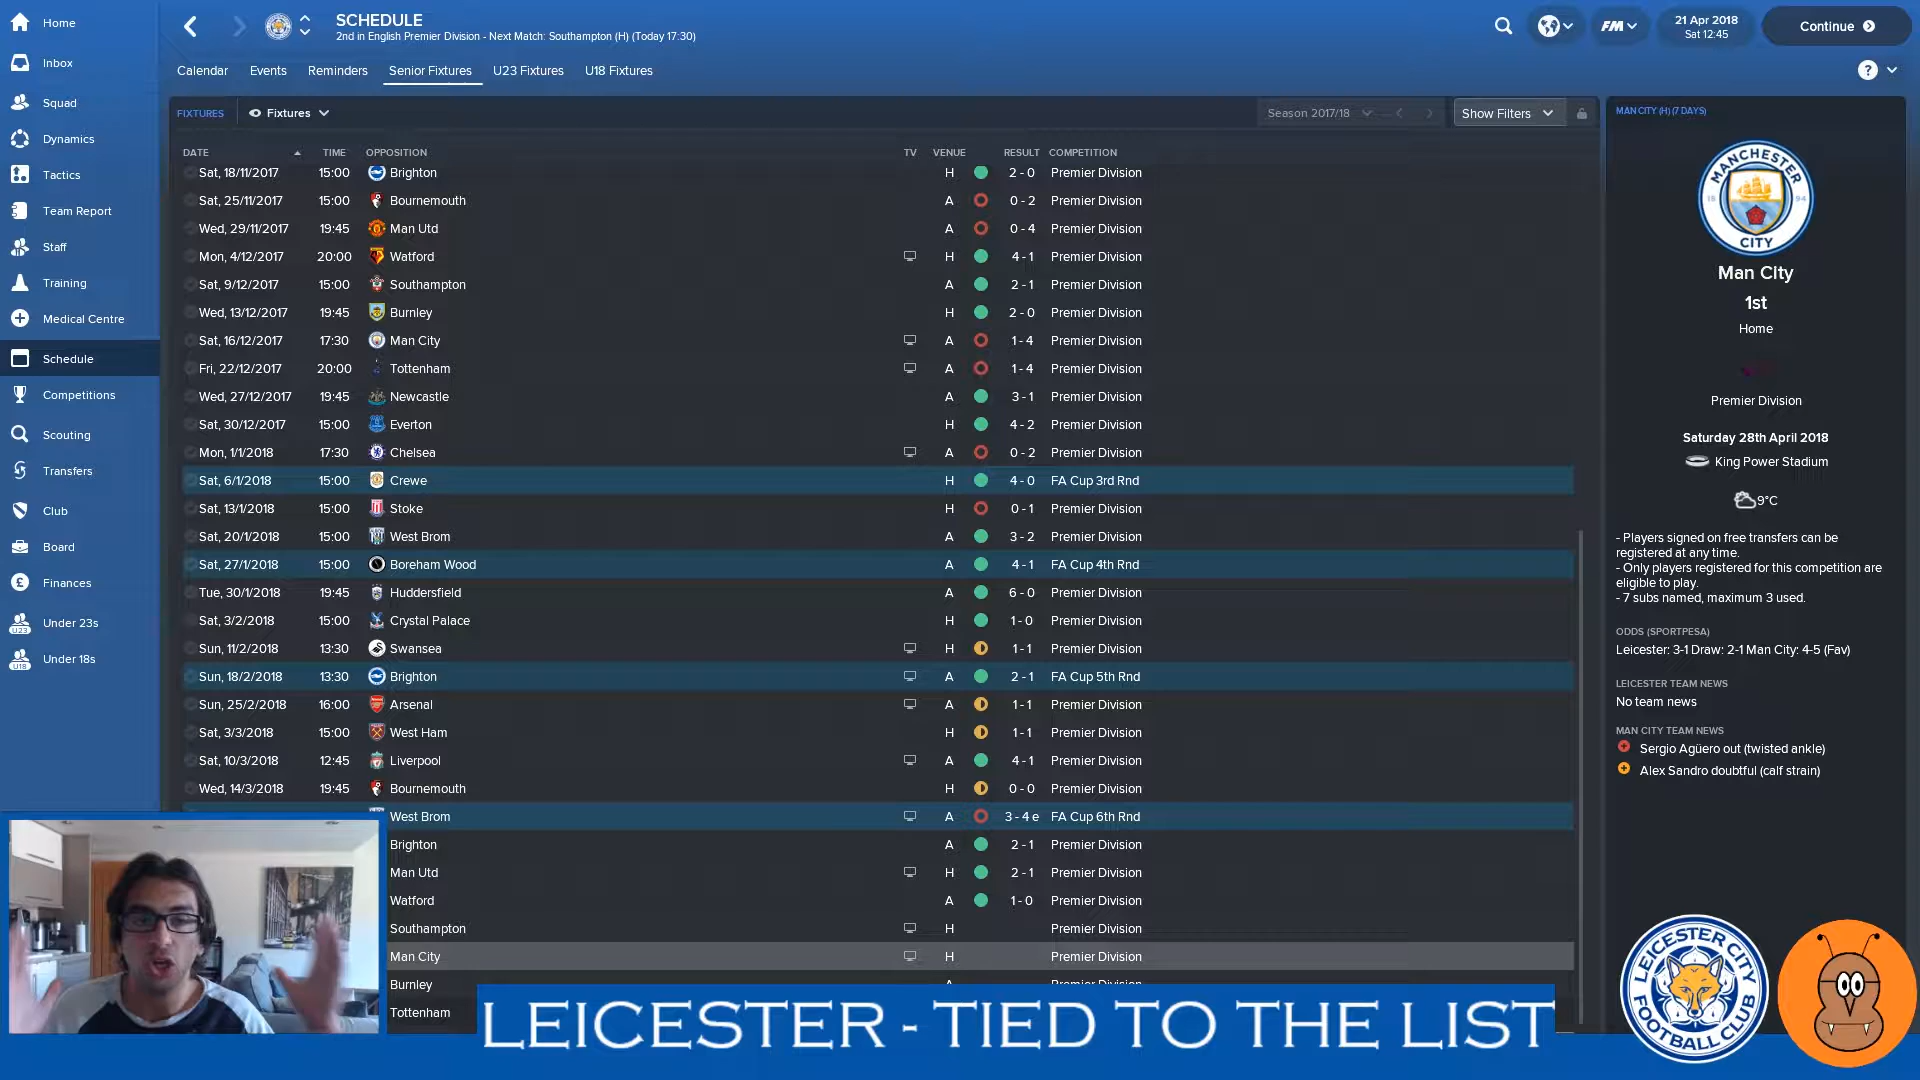 Home
Inbox
Squad
Dynamics
Tactics
Team Report
Staff
Training
Medical Centre
Schedule
Competitions
Scouting
Transfers
Club
Board
Finances
Under 23s
Under 18s
SCHEDULE
2nd in English Premier Division - Next Match: Southampton (H) (Today 17:30)
FM
21 Apr 2018
Sat 12:45
Continue
Calendar Events Reminders Senior Fixtures U23 Fixtures U18 Fixtures
?
FIXTURES Fixtures Season 2017/18 Show Filters
DATE TIME OPPOSITION TV VENUE RESULT COMPETITION
Sat, 18/11/2017 15:00 Brighton H 2 - 0 Premier Division
Sat, 25/11/2017 15:00 Bournemouth A 0 - 2 Premier Division
Wed, 29/11/2017 19:45 Man Utd A 0 - 4 Premier Division
Mon, 4/12/2017 20:00 Watford H 4 - 1 Premier Division
Sat, 9/12/2017 15:00 Southampton A 2 - 1 Premier Division
Wed, 13/12/2017 19:45 Burnley H 2 - 0 Premier Division
Sat, 16/12/2017 17:30 Man City A 1 - 4 Premier Division
Fri, 22/12/2017 20:00 Tottenham A 1 - 4 Premier Division
Wed, 27/12/2017 19:45 Newcastle A 3 - 1 Premier Division
Sat, 30/12/2017 15:00 Everton H 4 - 2 Premier Division
Mon, 1/1/2018 17:30 Chelsea A 0 - 2 Premier Division
Sat, 6/1/2018 15:00 Crewe H 4 - 0 FA Cup 3rd Rnd
Sat, 13/1/2018 15:00 Stoke H 0 - 1 Premier Division
Sat, 20/1/2018 15:00 West Brom A 3 - 2 Premier Division
Sat, 27/1/2018 15:00 Boreham Wood A 4 - 1 FA Cup 4th Rnd
Tue, 30/1/2018 19:45 Huddersfield A 6 - 0 Premier Division
Sat, 3/2/2018 15:00 Crystal Palace H 1 - 0 Premier Division
Sun, 11/2/2018 13:30 Swansea H 1 - 1 Premier Division
Sun, 18/2/2018 13:30 Brighton A 2 - 1 FA Cup 5th Rnd
Sun, 25/2/2018 16:00 Arsenal A 1 - 1 Premier Division
Sat, 3/3/2018 15:00 West Ham H 1 - 1 Premier Division
Sat, 10/3/2018 12:45 Liverpool A 4 - 1 Premier Division
Wed, 14/3/2018 19:45 Bournemouth H 0 - 0 Premier Division
West Brom A 3 - 4 e FA Cup 6th Rnd
Brighton A 2 - 1 Premier Division
Man Utd H 2 - 1 Premier Division
Watford A 1 - 0 Premier Division
Southampton H Premier Division
Man City H Premier Division
Burnley
Tottenham
MAN CITY (H) (7 DAYS)
MANCHESTER
18 94
CITY
Man City
1st
Home
Premier Division
Saturday 28th April 2018
King Power Stadium
9°C
- Players signed on free transfers can be
registered at any time.
- Only players registered for this competition are
eligible to play.
- 7 subs named, maximum 3 used.
ODDS (SPORTPESA)
Leicester: 3-1 Draw: 2-1 Man City: 4-5 (Fav)
LEICESTER TEAM NEWS
No team news
MAN CITY TEAM NEWS
Sergio Agüero out (twisted ankle)
Alex Sandro doubtful (calf strain)
LEICESTER - TIED TO THE LIST
LEICESTER CITY
FOOTBALL CLUB